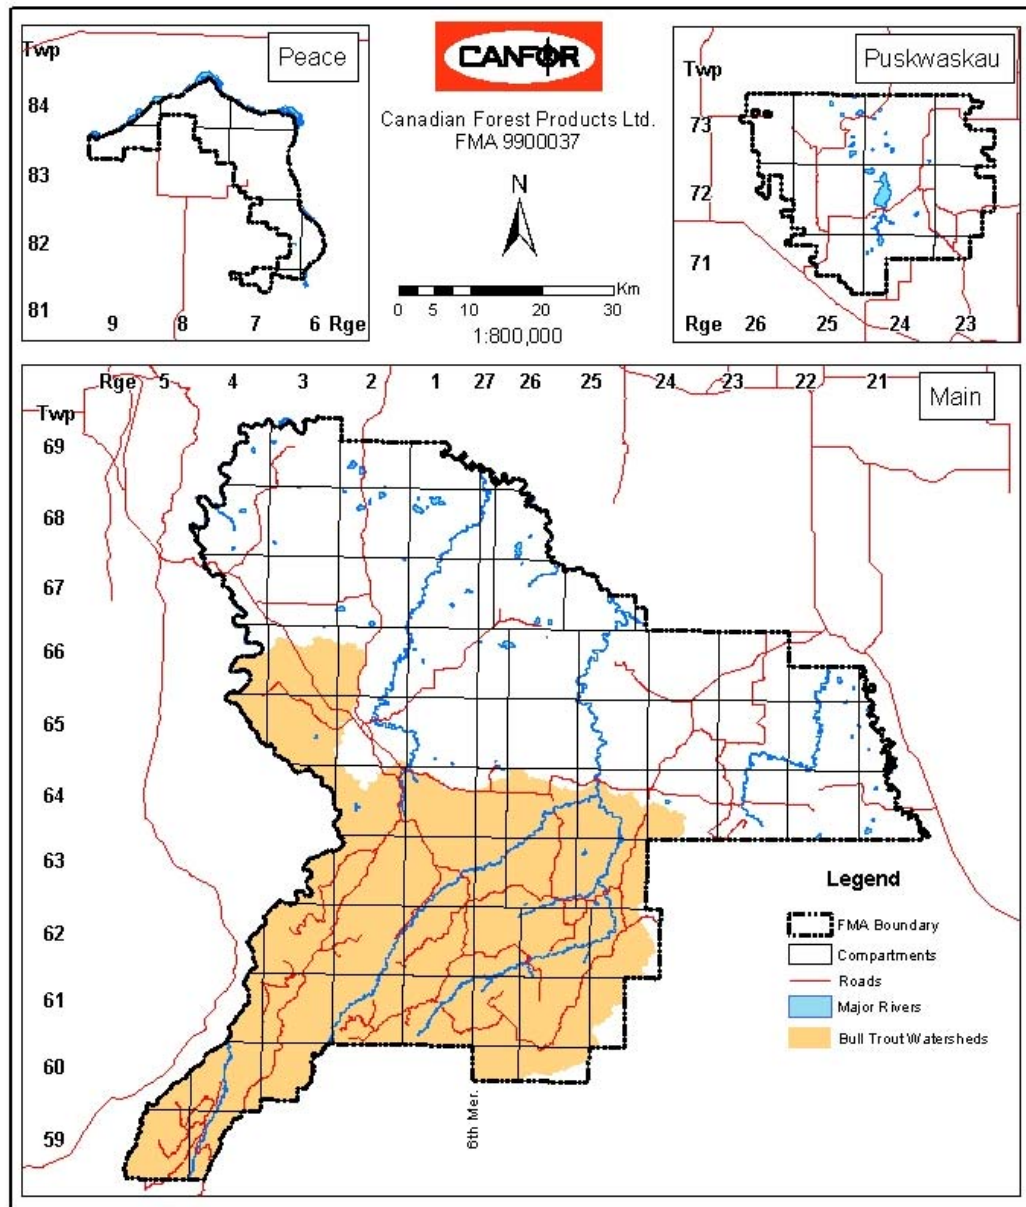 Twp
Peace
84
83
82
81
9 8 7 6 Rge
CANFOR
Canadian Forest Products Ltd.
FMA 9900037
N
Km
0 5 10 20 30
1:800,000
Puskwaskau
Twp
73
72
71
Rge 26 25 24 23
Rge 5 4 3 2 1 27 26 25 24 23 22 21
Main
Twp
69
68
67
66
65
64
63
62
61
60
59
6th Mer.
Legend
FMA Boundary
Compartments
Roads
Major Rivers
Bull Trout Watersheds